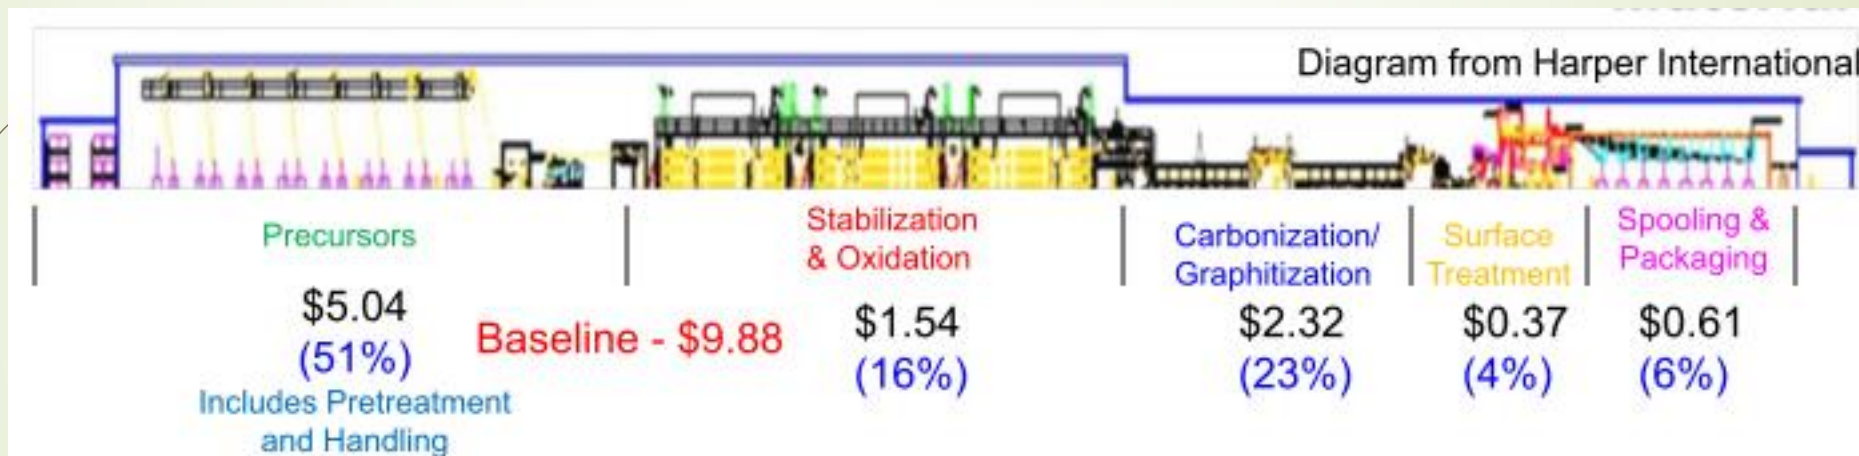 Diagram from Harper International
Precursors
$5.04
(51%)
Includes Pretreatment
and Handling
Baseline - $9.88
Stabilization
& Oxidation
$1.54
(16%)
Carbonization/
Graphitization
$2.32
(23%)
Surface
Treatment
$0.37
(4%)
Spooling &
Packaging
$0.61
(6%)